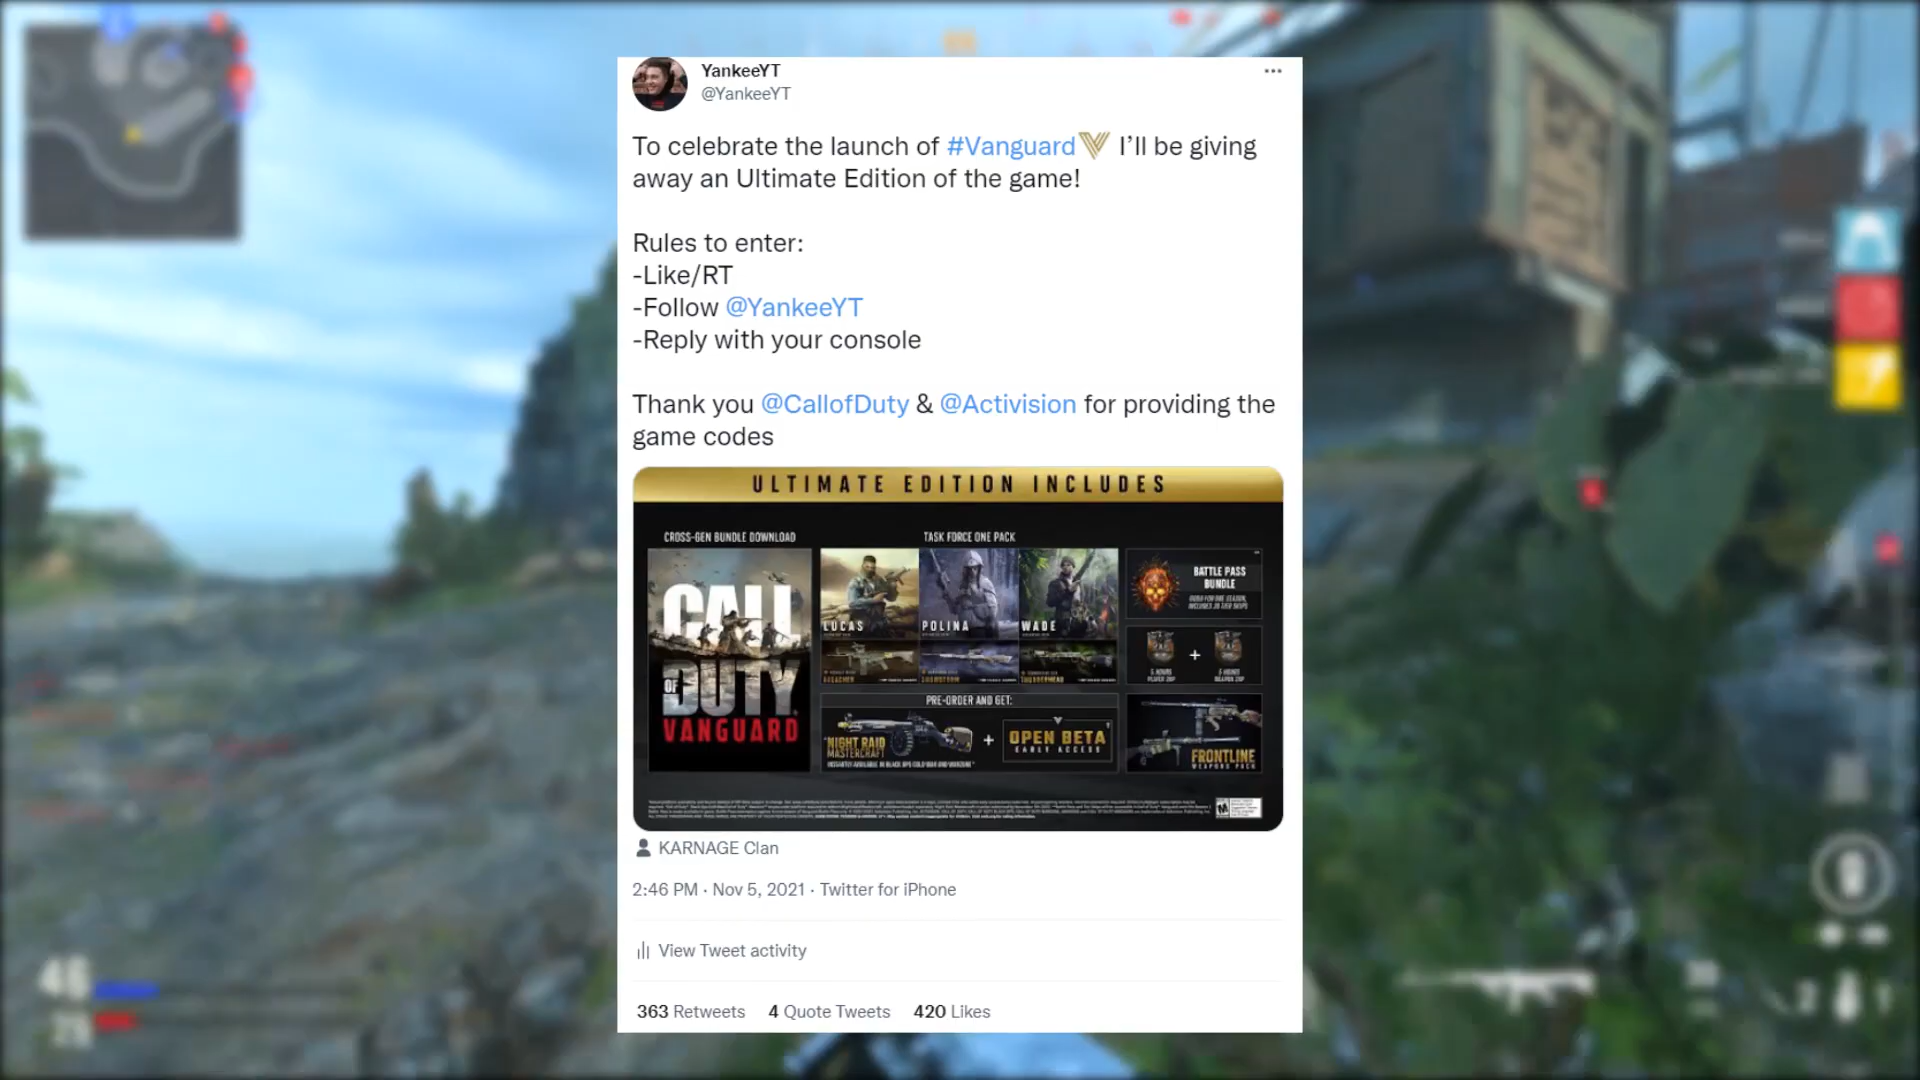 YankeeYT
@YankeeYT
To celebrate the launch of #Vanguard I’ll be giving
away an Ultimate Edition of the game!
Rules to enter:
-Like/RT
-Follow @YankeeYT
-Reply with your console
Thank you @CallofDuty & @Activision for providing the
game codes
ULTIMATE EDITION INCLUDES
CROSS-GEN BUNDLE DOWNLOAD
TASK FORCE ONE PACK
CALL
OF DUTY
VANGUARD
LUCAS
POLINA
WADE
BATTLE PASS
BUNDLE
+
PRE-ORDER AND GET:
NIGHT RAID
MASTERCRAFT
+
OPEN BETA
EARLY ACCESS
FRONTLINE
WEAPONS PACK
KARNAGE Clan
2:46 PM · Nov 5, 2021 · Twitter for iPhone
View Tweet activity
363 Retweets 4 Quote Tweets 420 Likes